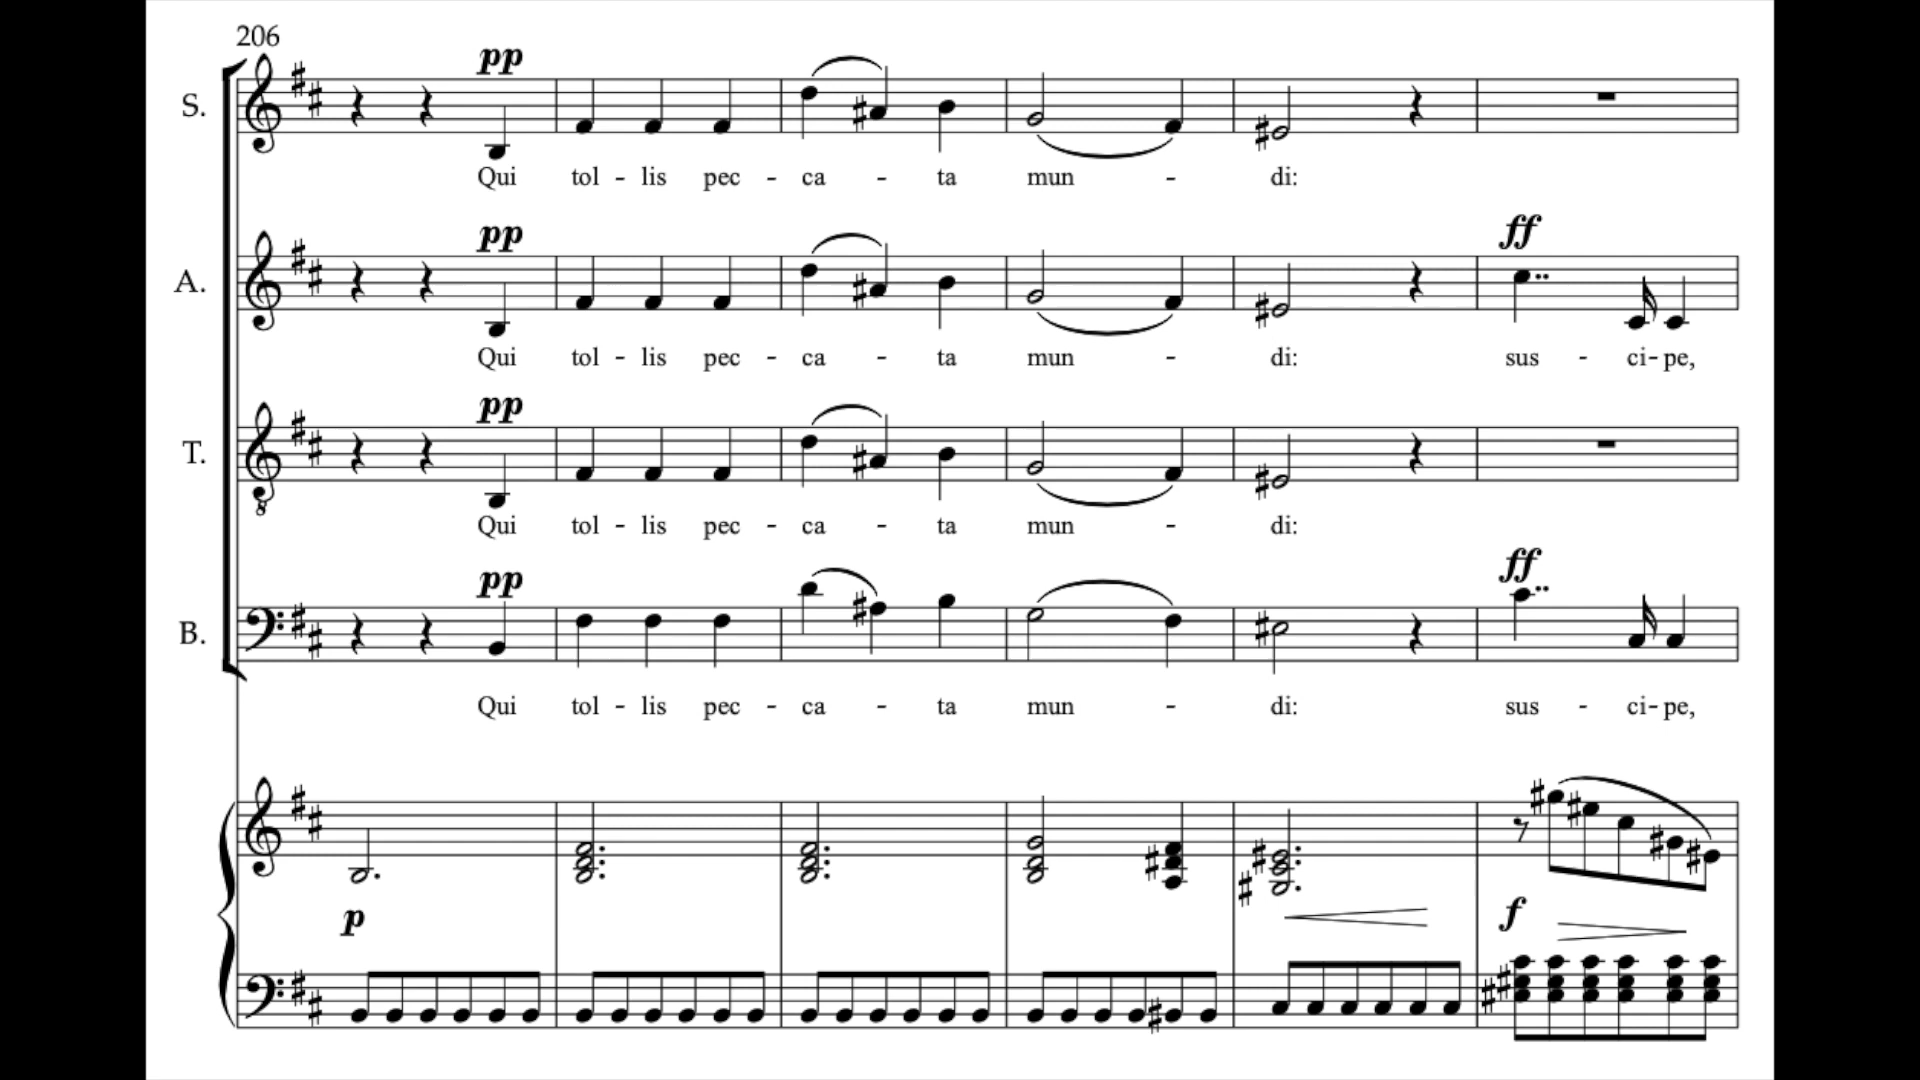 206
pp
S.
Qui tol - lis pec - ca - ta mun - di:
pp
ff
A.
Qui tol - lis pec - ca - ta mun - di: sus - ci - pe,
pp
T.
Qui tol - lis pec - ca - ta mun - di:
pp
ff
B.
Qui tol - lis pec - ca - ta mun - di: sus - ci - pe,
p
f